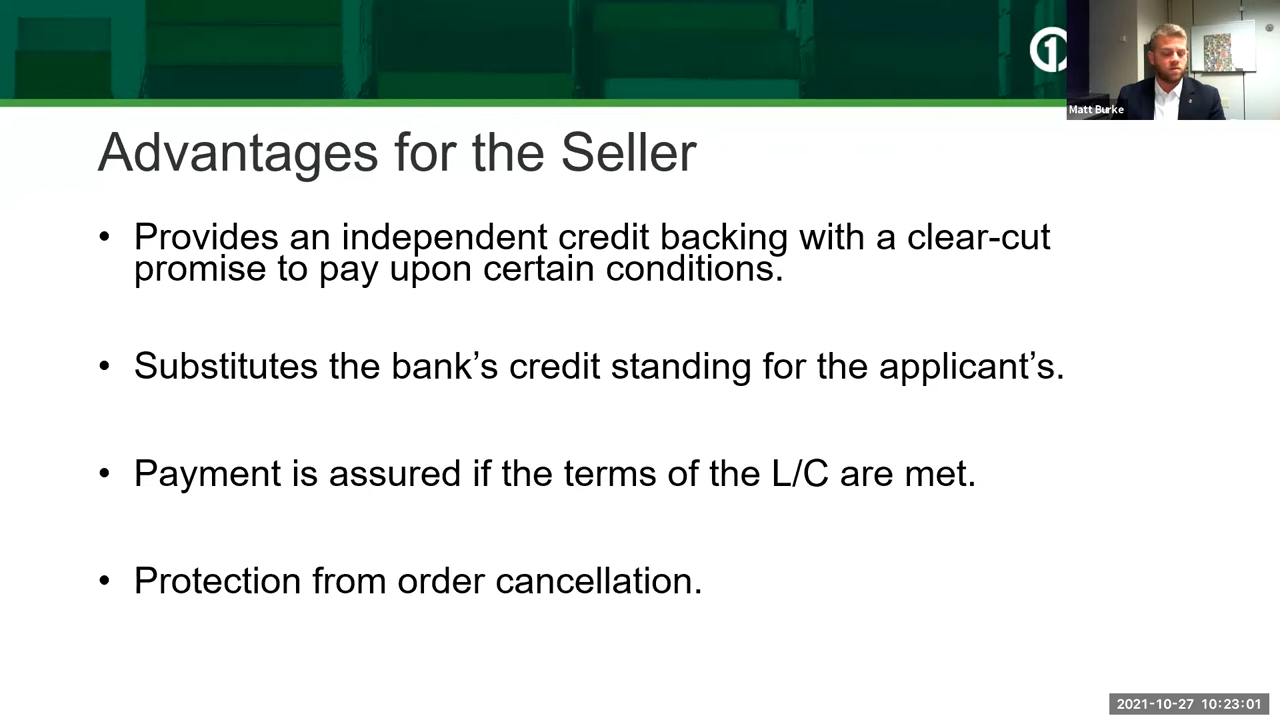 1
Matt Burke
Advantages for the Seller
• Provides an independent credit backing with a clear-cut
promise to pay upon certain conditions.
• Substitutes the bank’s credit standing for the applicant’s.
• Payment is assured if the terms of the L/C are met.
• Protection from order cancellation.
2021-10-27 10:23:01